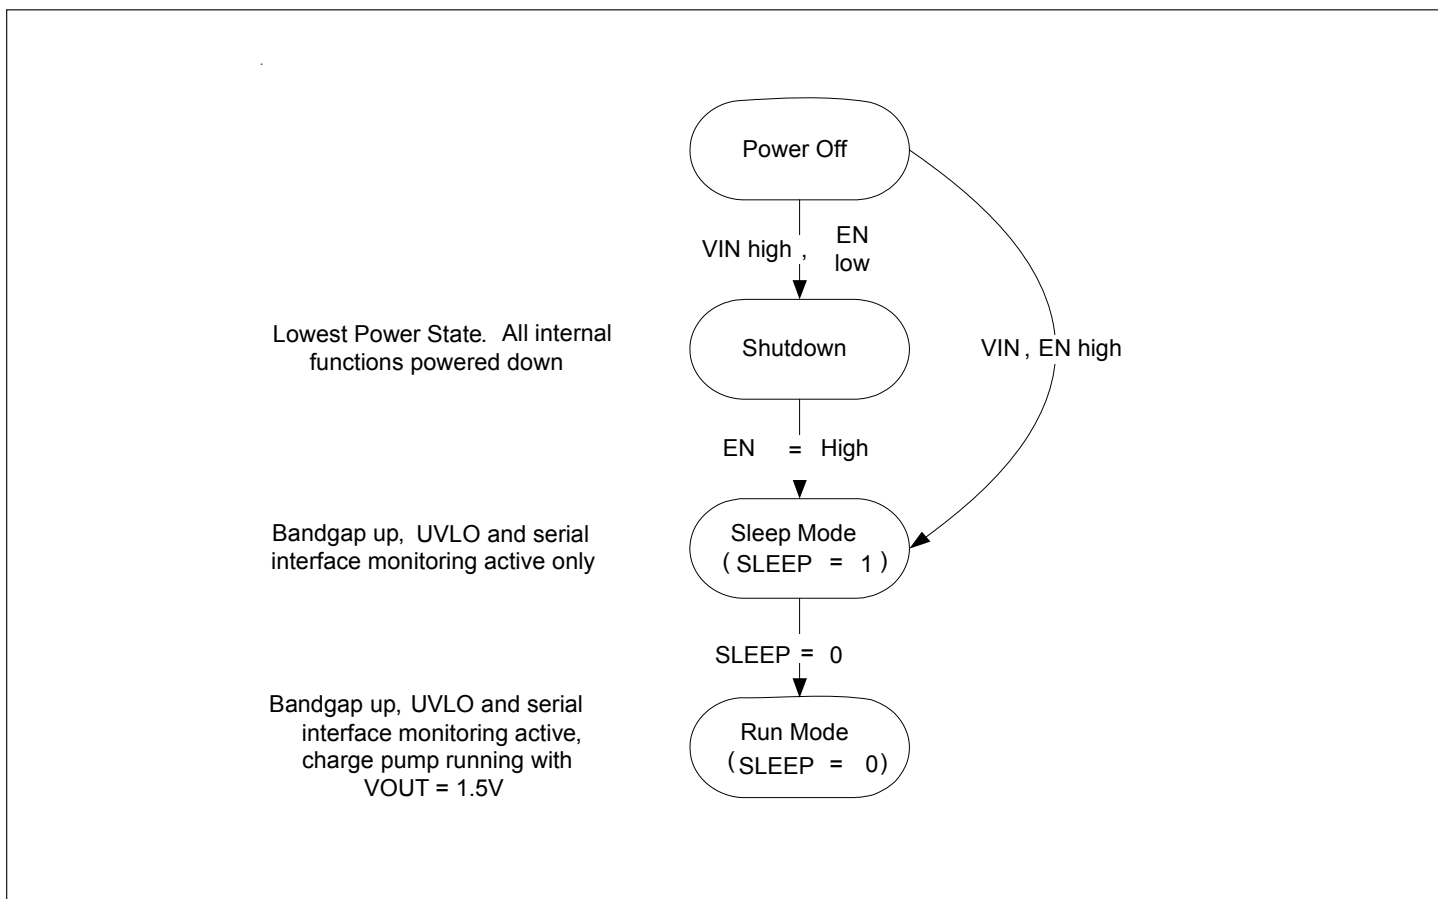 Power Off
VIN high , EN low
Lowest Power State. All internal
functions powered down
Shutdown
VIN , EN high
EN = High
Bandgap up, UVLO and serial
interface monitoring active only
Sleep Mode
( SLEEP = 1 )
SLEEP = 0
Bandgap up, UVLO and serial
interface monitoring active,
charge pump running with
VOUT = 1.5V
Run Mode
( SLEEP = 0)